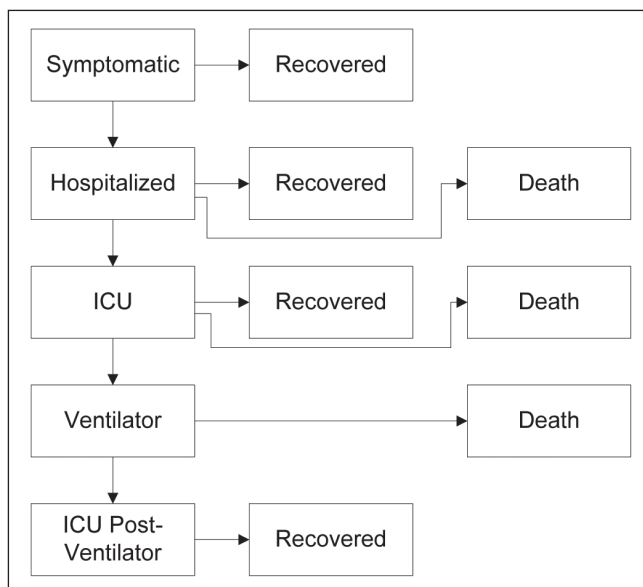 Symptomatic
Recovered
Hospitalized
Recovered
Death
ICU
Recovered
Death
Ventilator
Death
ICU Post-
Ventilator
Recovered